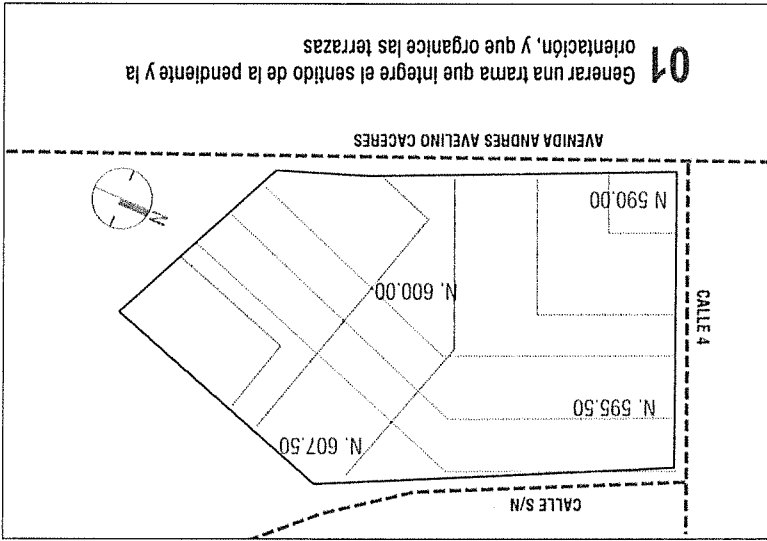 CALLE S/N
N. 607.50
N. 595.50
CALLE 4
N. 600.00
N 590.00
N
AVENIDA ANDRES AVELINO CACERES
01
Generar una trama que integre el sentido de la pendiente y la
orientación, y que organice las terrazas